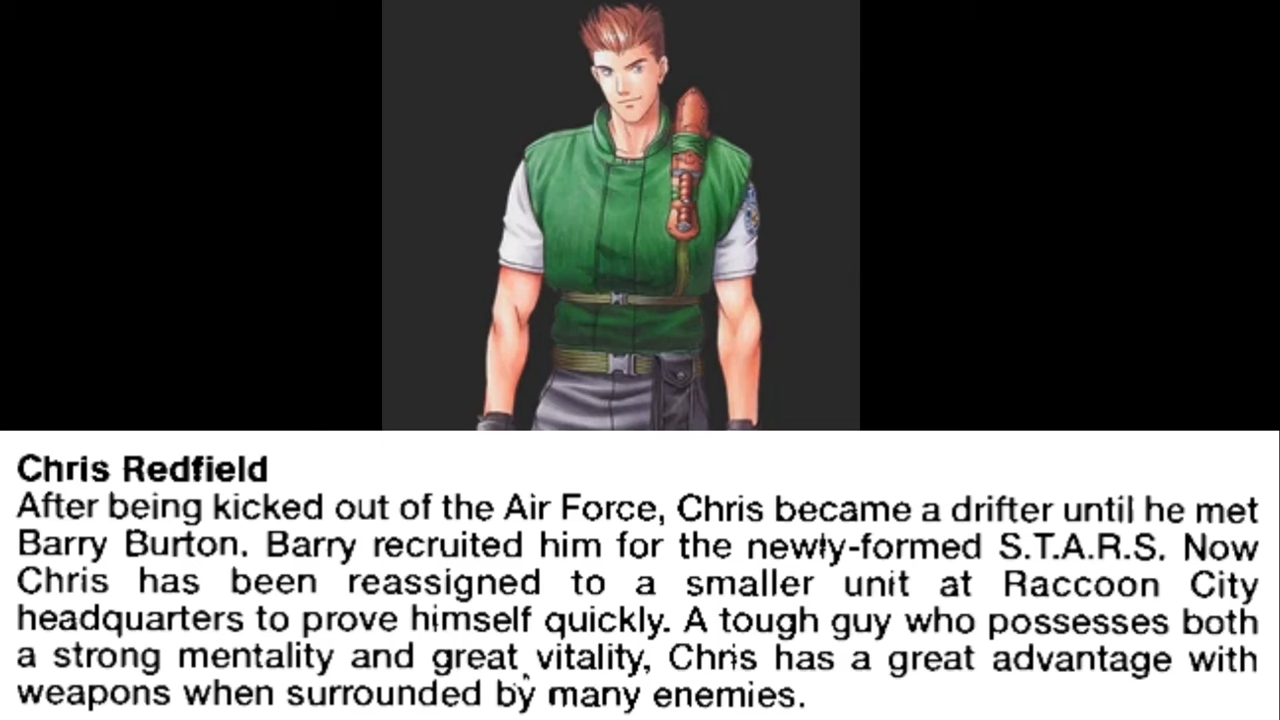 Chris Redfield
After being kicked out of the Air Force, Chris became a drifter until he met
Barry Burton. Barry recruited him for the newly-formed S.T.A.R.S. Now
Chris has been reassigned to a smaller unit at Raccoon City
headquarters to prove himself quickly. A tough guy who possesses both
a strong mentality and great vitality, Chris has a great advantage with
weapons when surrounded by many enemies.